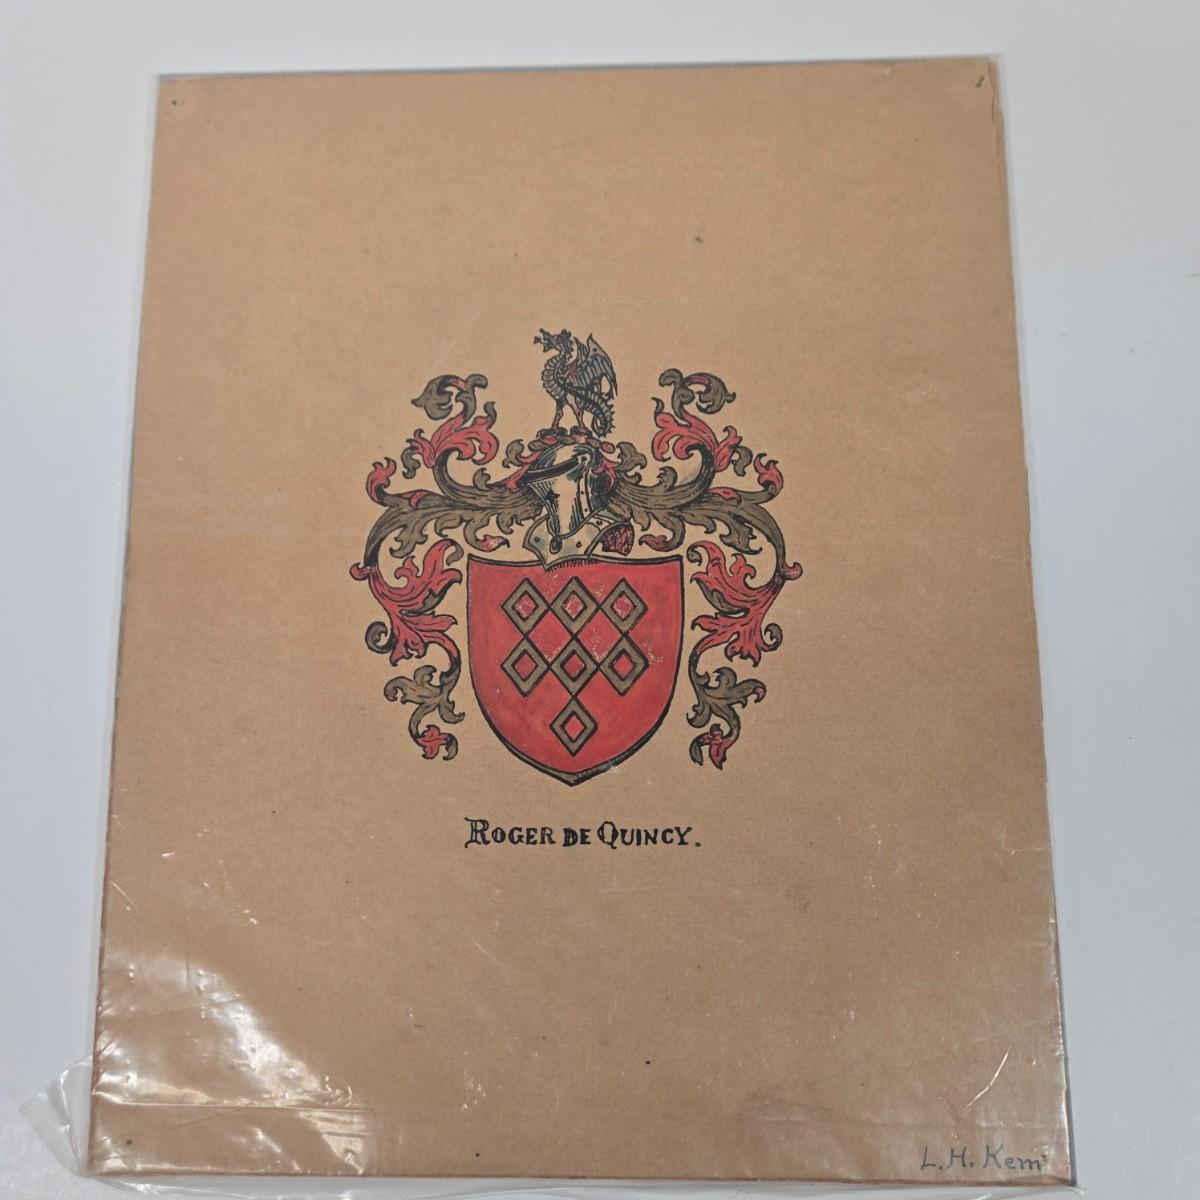 ROGER DE QUINCY.
L. H. Kem